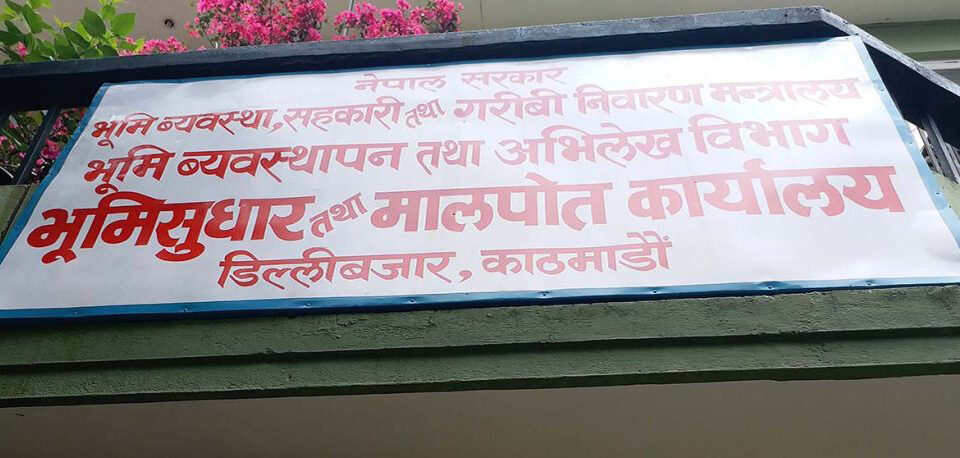 नेपाल सरकार
भूमि ब्यवस्था, सहकारी तथा गरीबी निवारण मन्त्रालय
भूमि ब्यवस्थापन तथा अभिलेख विभाग
भूमिसुधार तथा मालपोत कार्यालय
डिल्लीबजार, काठमाडौं